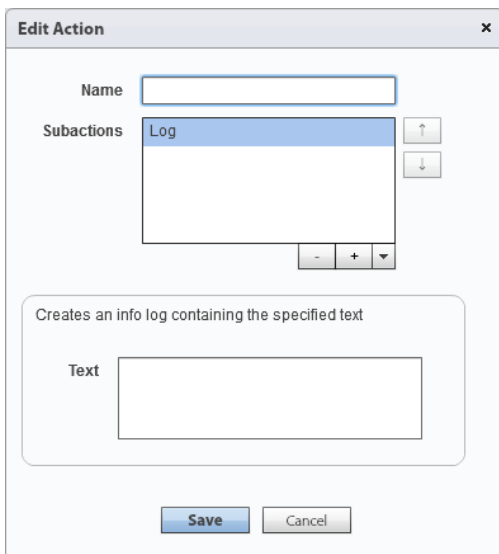 Edit Action
Name
Subactions
Log
- +
Creates an info log containing the specified text
Text
Save Cancel